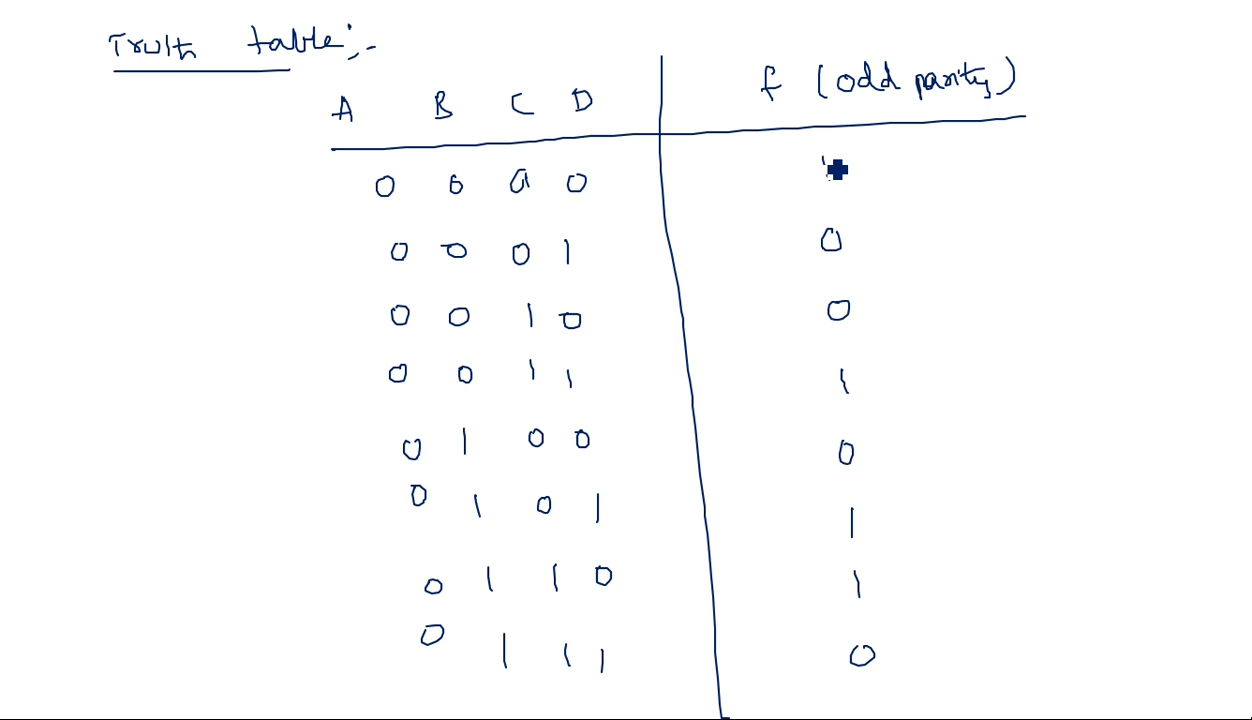 Truth table:-
A B C D f (odd parity)
0 0 0 0
0 0 0 1 0
0 0 1 0 0
0 0 1 1 1
0 1 0 0 0
0 1 0 1 1
0 1 1 0 1
0 1 1 1 0